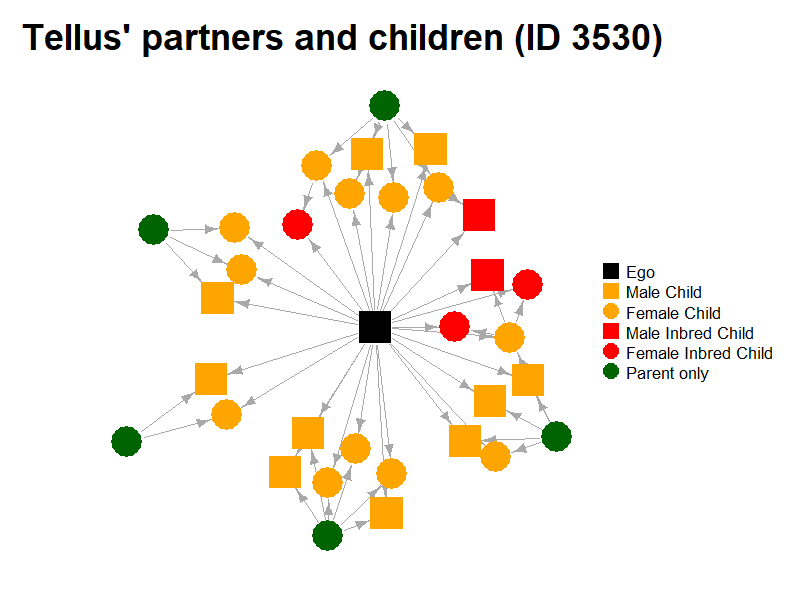 Tellus' partners and children (ID 3530)
Ego
Male Child
Female Child
Male Inbred Child
Female Inbred Child
Parent only